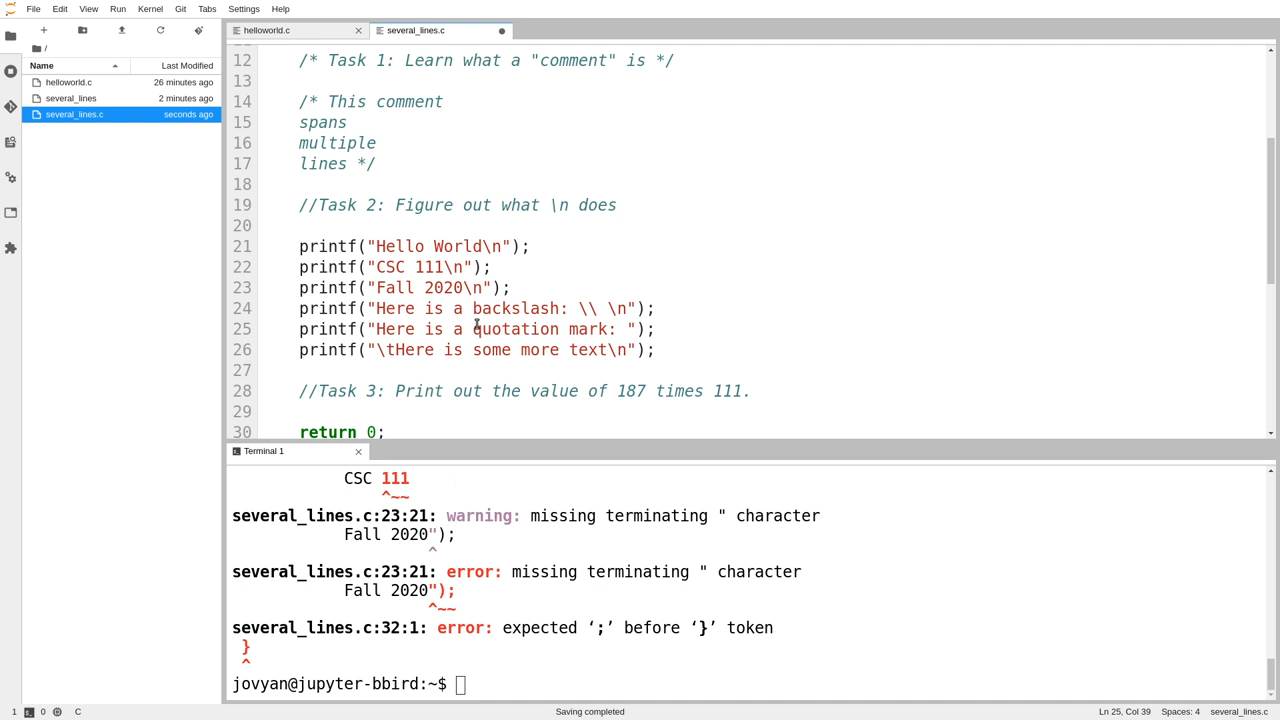 File Edit View Run Kernel Git Tabs Settings Help
helloworld.c
several_lines.c
/
Name Last Modified
helloworld.c 26 minutes ago
several_lines 2 minutes ago
several_lines.c seconds ago
12 /* Task 1: Learn what a "comment" is */
13
14 /* This comment
15 spans
16 multiple
17 lines */
18
19 //Task 2: Figure out what \n does
20
21 printf("Hello World\n");
22 printf("CSC 111\n");
23 printf("Fall 2020\n");
24 printf("Here is a backslash: \\ \n");
25 printf("Here is a quotation mark: ");
26 printf("\tHere is some more text\n");
27
28 //Task 3: Print out the value of 187 times 111.
29
30 return 0;
Terminal 1
CSC 111
^~~
several_lines.c:23:21: warning: missing terminating " character
Fall 2020");
^
several_lines.c:23:21: error: missing terminating " character
Fall 2020");
^~~
several_lines.c:32:1: error: expected ‘;’ before ‘}’ token
}
^
jovyan@jupyter-bbird:~$
1 0 C Saving completed Ln 25, Col 39 Spaces: 4 several_lines.c